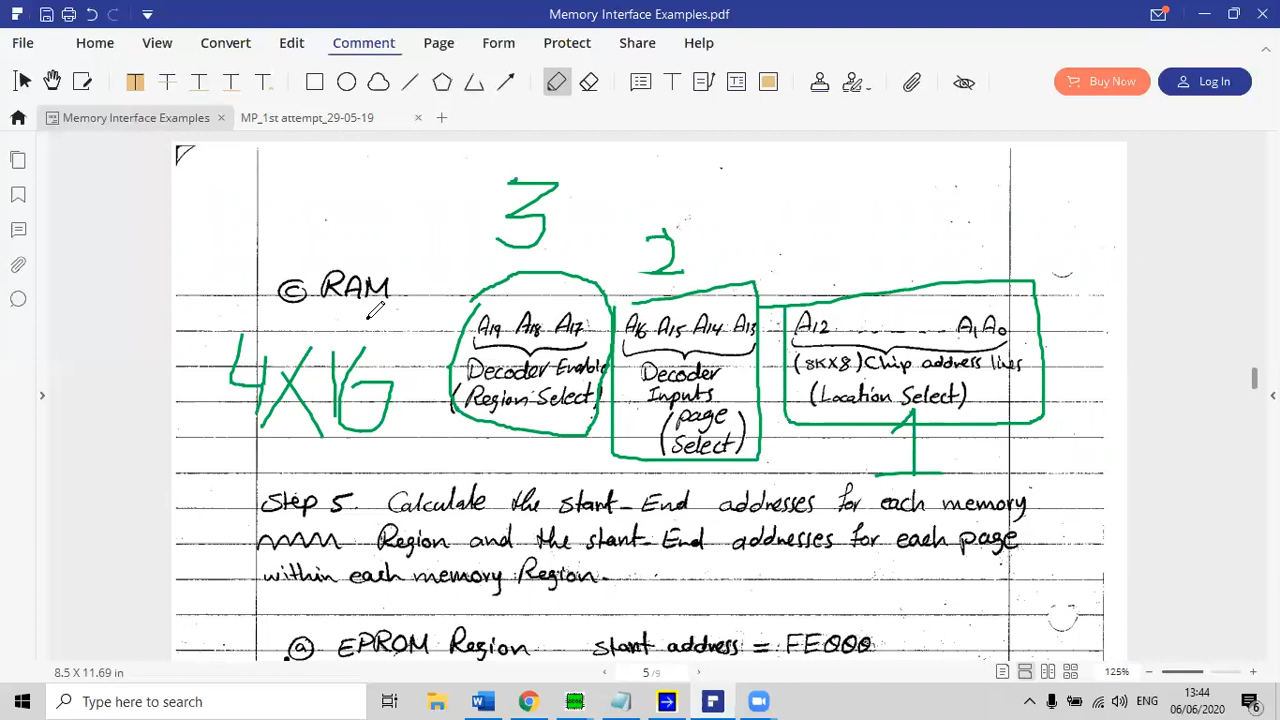 Memory Interface Examples.pdf
File Home View Convert Edit Comment Page Form Protect Share Help
Buy Now Log In
Memory Interface Examples × MP_1st attempt_29-05-19 × +
3
2
© RAM
A19 A18 A17 A16 A15 A14 A13 A12 ........ A1 A0
Decoder Enable Decoder (8KX8) Chip address lines
(Region Select) Inputs (Location Select)
4X16
(page
Select)
1
Step 5. Calculate the start-End addresses for each memory
Region and the start-End addresses for each page
within each memory Region.
@ EPROM Region start address = FE000
8.5 X 11.69 in 5 / 9 125%
Type here to search ENG 13:44
06/06/2020 6